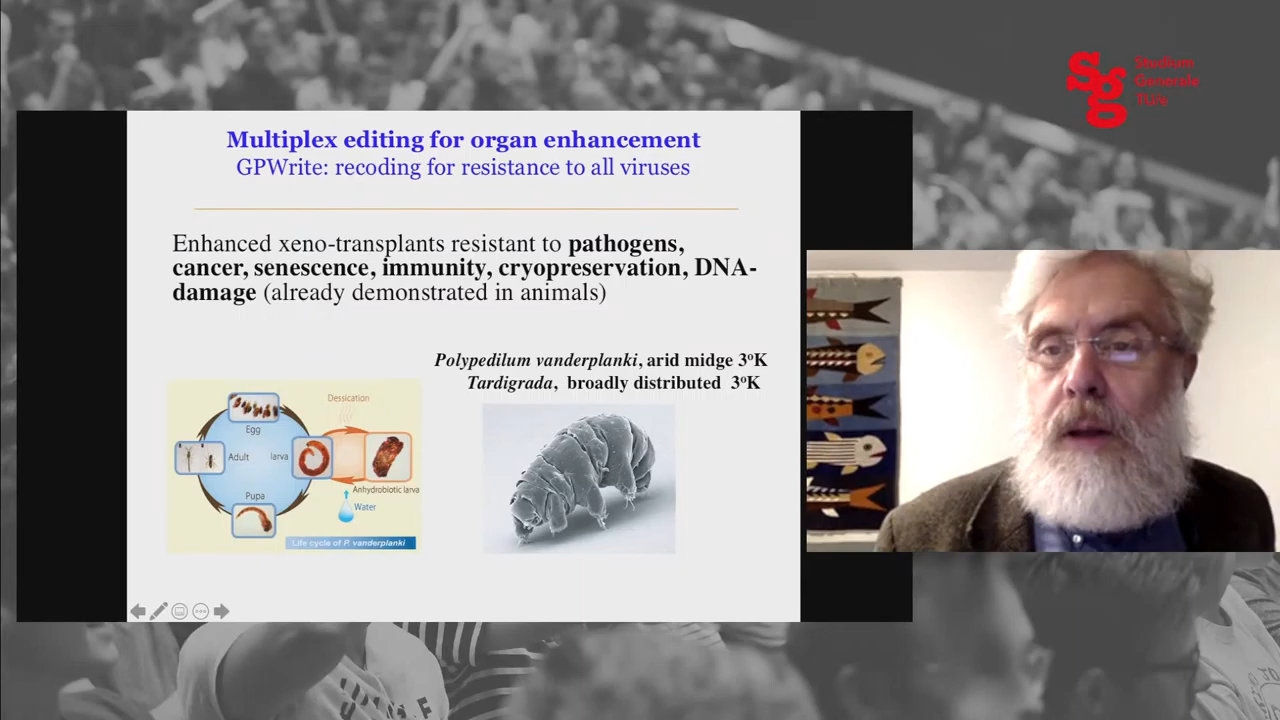 Studium
Generale
TU/e
Sg
Multiplex editing for organ enhancement
GPWrite: recoding for resistance to all viruses
Enhanced xeno-transplants resistant to pathogens,
cancer, senescence, immunity, cryopreservation, DNA-
damage (already demonstrated in animals)
Polypedilum vanderplanki, arid midge 3ºK
Tardigrada, broadly distributed 3ºK
Dessication
Egg
Adult
larva
Anhydrobiotic larva
Pupa
Water
Life cycle of P. vanderplanki